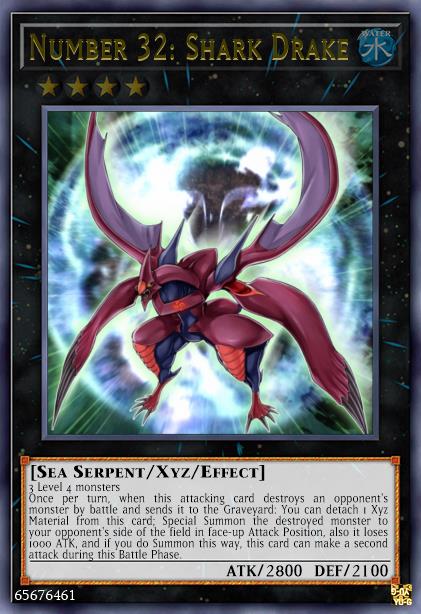 Number 32: Shark Drake
WATER
水
[Sea Serpent/Xyz/Effect]
3 Level 4 monsters
Once per turn, when this attacking card destroys an opponent's
monster by battle and sends it to the Graveyard: You can detach 1 Xyz
Material from this card; Special Summon the destroyed monster to
your opponent's side of the field in face-up Attack Position, also it loses
1000 ATK, and if you do Summon this way, this card can make a second
attack during this Battle Phase.
ATK/2800 DEF/2100
65676461